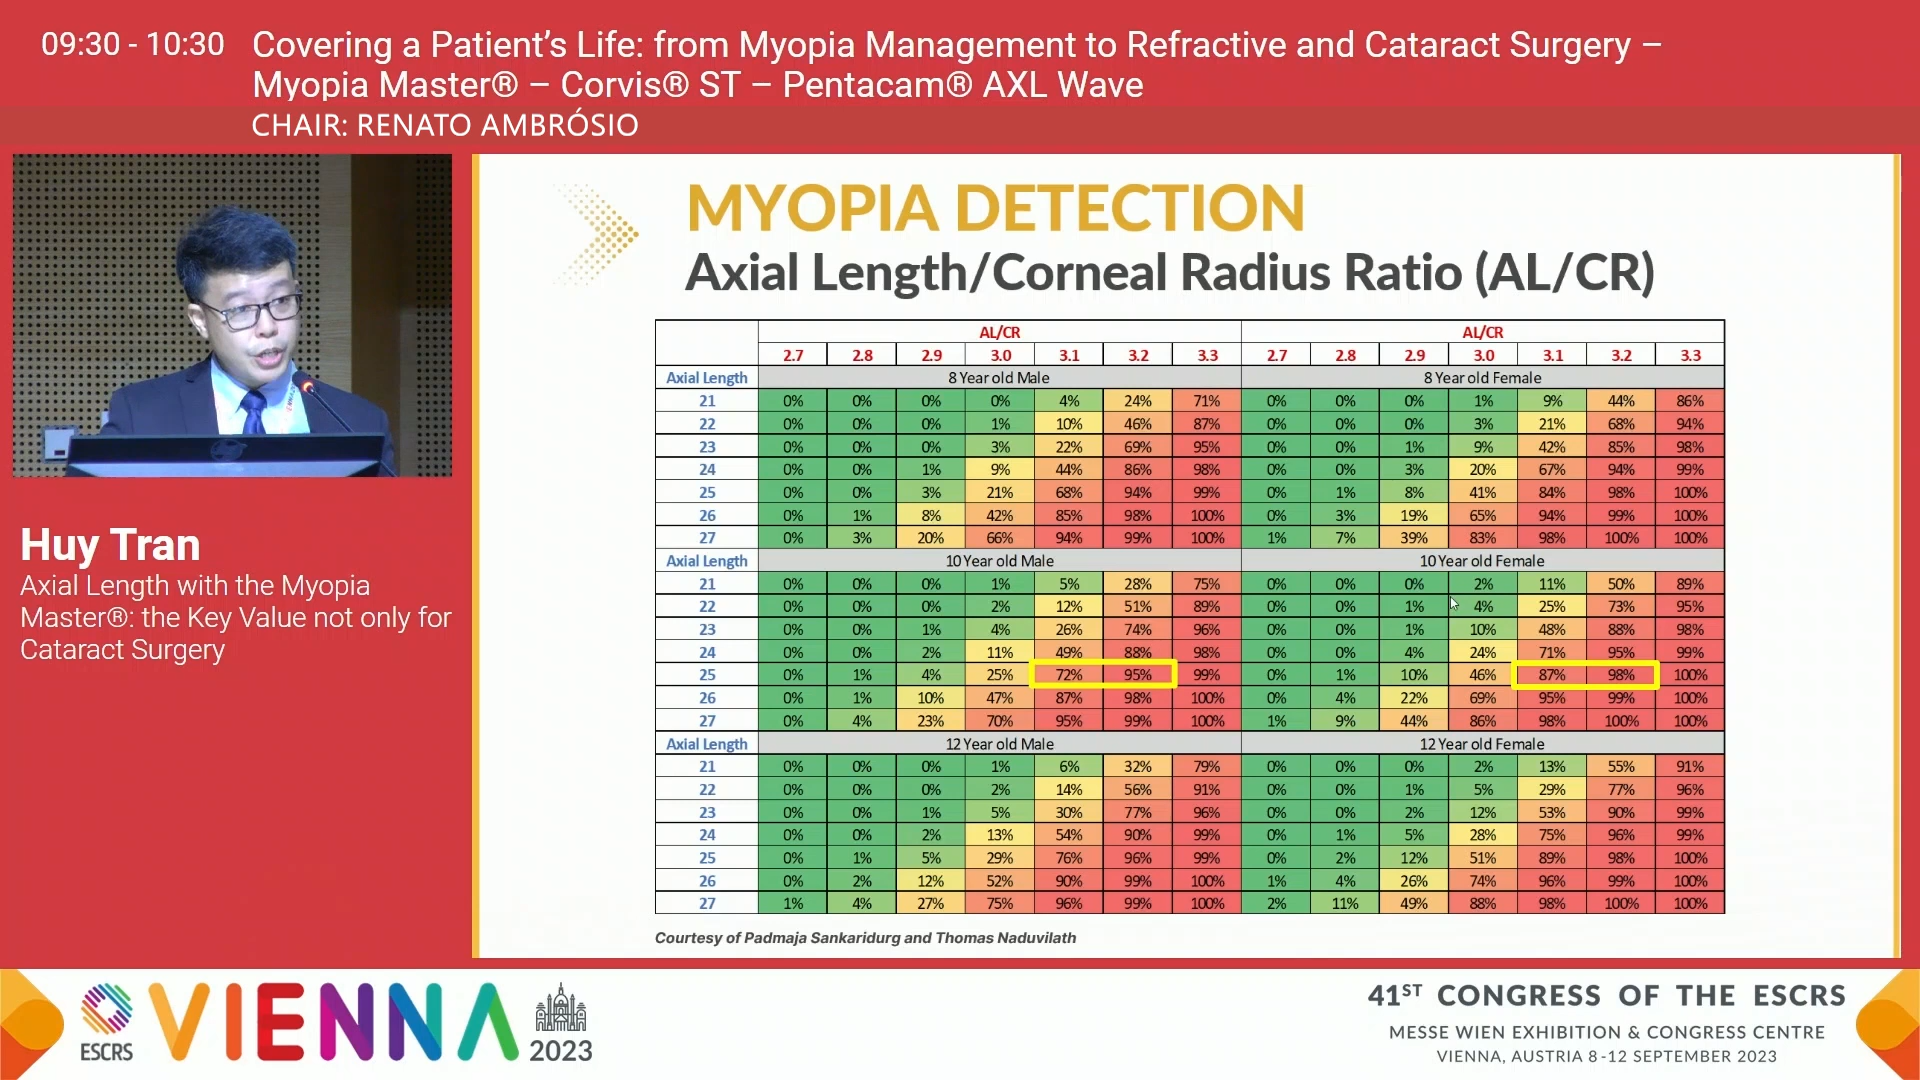 09:30 - 10:30
Covering a Patient's Life: from Myopia Management to Refractive and Cataract Surgery –
Myopia Master® – Corvis® ST – Pentacam® AXL Wave
CHAIR: RENATO AMBRÓSIO
Huy Tran
Axial Length with the Myopia
Master®: the Key Value not only for
Cataract Surgery
MYOPIA DETECTION
Axial Length/Corneal Radius Ratio (AL/CR)
AL/CR AL/CR
2.7 2.8 2.9 3.0 3.1 3.2 3.3 2.7 2.8 2.9 3.0 3.1 3.2 3.3
Axial Length 8 Year old Male 8 Year old Female
21 0% 0% 0% 0% 4% 24% 71% 0% 0% 0% 1% 9% 44% 86%
22 0% 0% 0% 1% 10% 46% 87% 0% 0% 0% 3% 21% 68% 94%
23 0% 0% 0% 3% 22% 69% 95% 0% 0% 1% 9% 42% 85% 98%
24 0% 0% 1% 9% 44% 86% 98% 0% 0% 3% 20% 67% 94% 99%
25 0% 0% 3% 21% 68% 94% 99% 0% 1% 8% 41% 84% 98% 100%
26 0% 1% 8% 42% 85% 98% 100% 0% 3% 19% 65% 94% 99% 100%
27 0% 3% 20% 66% 94% 99% 100% 1% 7% 39% 83% 98% 100% 100%
Axial Length 10 Year old Male 10 Year old Female
21 0% 0% 0% 1% 5% 28% 75% 0% 0% 0% 2% 11% 50% 89%
22 0% 0% 0% 2% 12% 51% 89% 0% 0% 1% 4% 25% 73% 95%
23 0% 0% 1% 4% 26% 74% 96% 0% 0% 1% 10% 48% 88% 98%
24 0% 0% 2% 11% 49% 88% 98% 0% 0% 4% 24% 71% 95% 99%
25 0% 1% 4% 25% 72% 95% 99% 0% 1% 10% 46% 87% 98% 100%
26 0% 1% 10% 47% 87% 98% 100% 0% 4% 22% 69% 95% 99% 100%
27 0% 4% 23% 70% 95% 99% 100% 1% 9% 44% 86% 98% 100% 100%
Axial Length 12 Year old Male 12 Year old Female
21 0% 0% 0% 1% 6% 32% 79% 0% 0% 0% 2% 13% 55% 91%
22 0% 0% 0% 2% 14% 56% 91% 0% 0% 1% 5% 29% 77% 96%
23 0% 0% 1% 5% 30% 77% 96% 0% 0% 2% 12% 53% 90% 99%
24 0% 0% 2% 13% 54% 90% 99% 0% 1% 5% 28% 75% 96% 99%
25 0% 1% 5% 29% 76% 96% 99% 0% 2% 12% 51% 89% 98% 100%
26 0% 2% 12% 52% 90% 99% 100% 1% 4% 26% 74% 96% 99% 100%
27 1% 4% 27% 75% 96% 99% 100% 2% 11% 49% 88% 98% 100% 100%
Courtesy of Padmaja Sankaridurg and Thomas Naduvilath
ESCRS
VIENNA
2023
41ST CONGRESS OF THE ESCRS
MESSE WIEN EXHIBITION & CONGRESS CENTRE
VIENNA, AUSTRIA 8-12 SEPTEMBER 2023